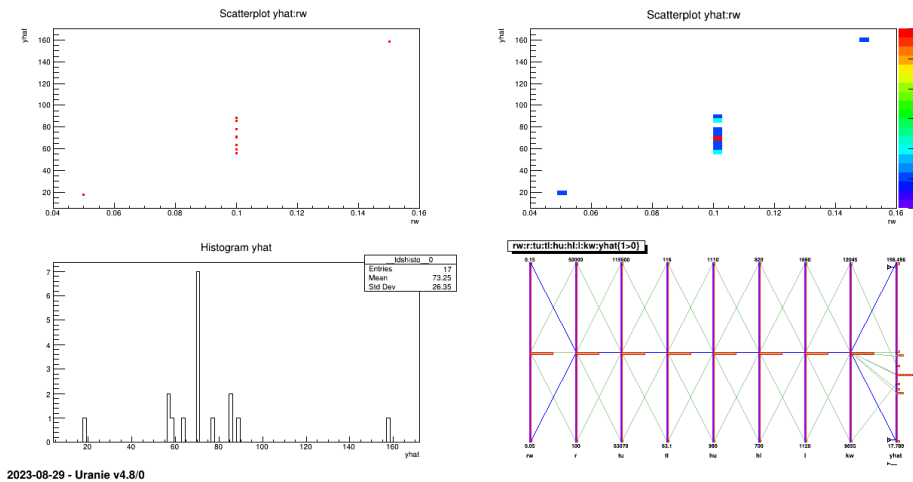 Scatterplot yhat:rw
yhat
160
140
120
100
80
60
40
20
0.04 0.06 0.08 0.1 0.12 0.14 0.16
rw
Scatterplot yhat:rw
yhat
160
140
120
100
80
60
40
20
0.04 0.06 0.08 0.1 0.12 0.14 0.16
rw
Histogram yhat
__tdshisto__0
Entries 17
Mean 73.25
Std Dev 26.35
7
6
5
4
3
2
1
0
20 40 60 80 100 120 140 160
yhat
rw:r:tu:tl:hu:hl:l:kw:yhat{1>0}
0.15 50000 115600 116 1110 820 1680 12045 158.456
0.05 100 63070 63.1 990 700 1120 9855 17.789
rw r tu tl hu hl l kw yhat
2023-08-29 - Uranie v4.8/0